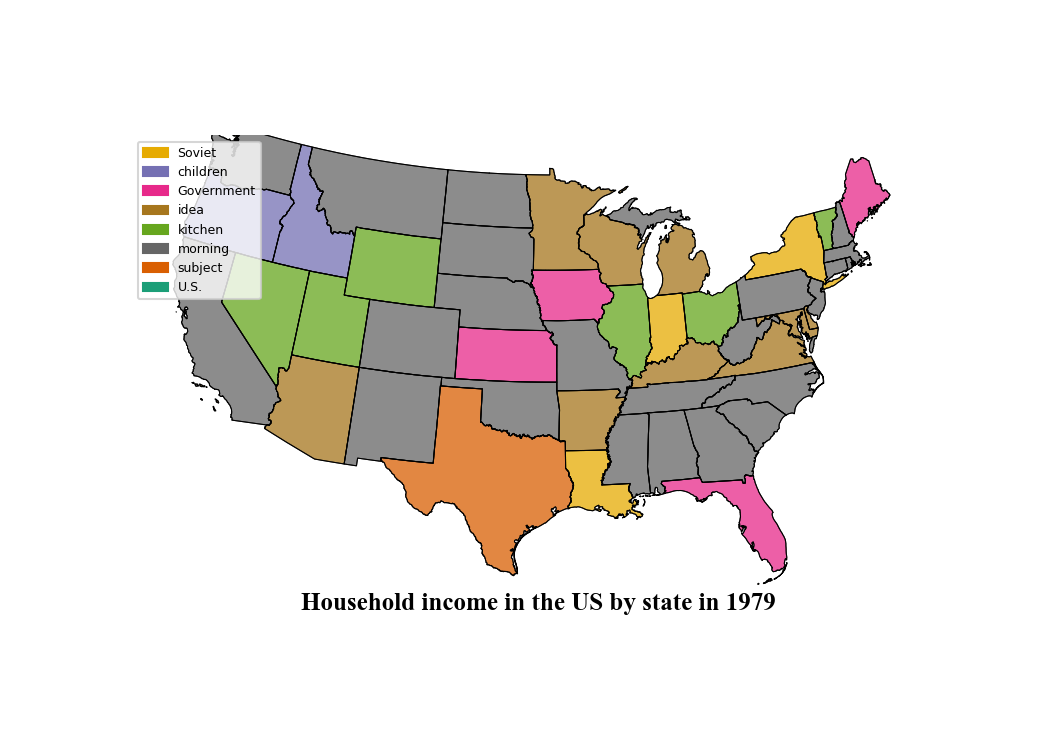 Soviet
children
Government
idea
kitchen
morning
subject
U.S.
Household income in the US by state in 1979